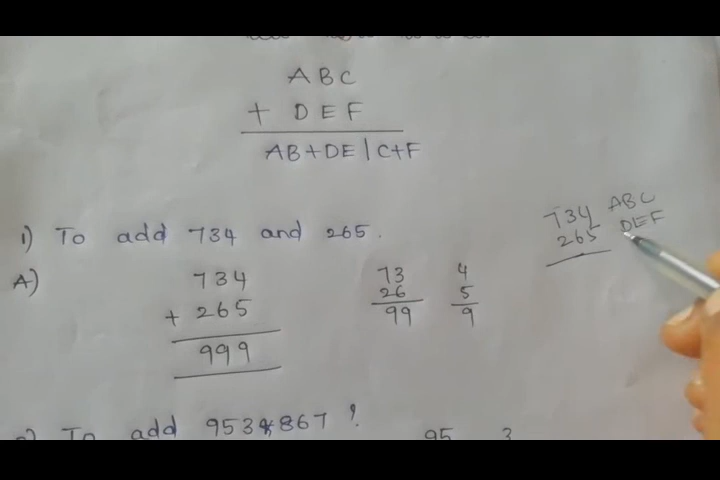 ABC
+ DEF
AB+DE|C+F
1) To add 734 and 265.
A) 734
+ 265
999
73
26
99
4
5
9
734 ABC
265 DEF
To add 953&867 !
95 3